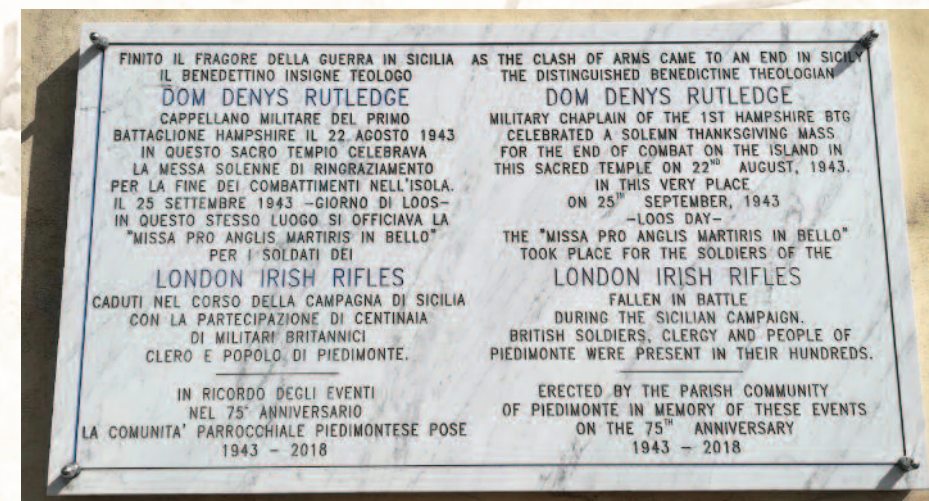 FINITO IL FRAGORE DELLA GUERRA IN SICILIA
IL BENEDETTINO INSIGNE TEOLOGO
DOM DENYS RUTLEDGE
CAPPELLANO MILITARE DEL PRIMO
BATTAGLIONE HAMPSHIRE IL 22 AGOSTO 1943
IN QUESTO SACRO TEMPIO CELEBRAVA
LA MESSA SOLENNE DI RINGRAZIAMENTO
PER LA FINE DEI COMBATTIMENTI NELL'ISOLA.
IL 25 SETTEMBRE 1943 –GIORNO DI LOOS–
IN QUESTO STESSO LUOGO SI OFFICIAVA LA
"MISSA PRO ANGLIS MARTIRIS IN BELLO"
PER I SOLDATI DEI
LONDON IRISH RIFLES
CADUTI NEL CORSO DELLA CAMPAGNA DI SICILIA
CON LA PARTECIPAZIONE DI CENTINAIA
DI MILITARI BRITANNICI
CLERO E POPOLO DI PIEDIMONTE.
IN RICORDO DEGLI EVENTI
NEL 75° ANNIVERSARIO
LA COMUNITA' PARROCCHIALE PIEDIMONTESE POSE
1943 – 2018
AS THE CLASH OF ARMS CAME TO AN END IN SICILY
THE DISTINGUISHED BENEDICTINE THEOLOGIAN
DOM DENYS RUTLEDGE
MILITARY CHAPLAIN OF THE 1ST HAMPSHIRE BTG
CELEBRATED A SOLEMN THANKSGIVING MASS
FOR THE END OF COMBAT ON THE ISLAND IN
THIS SACRED TEMPLE ON 22ND AUGUST, 1943.
IN THIS VERY PLACE
ON 25TH SEPTEMBER, 1943
–LOOS DAY–
THE "MISSA PRO ANGLIS MARTIRIS IN BELLO"
TOOK PLACE FOR THE SOLDIERS OF THE
LONDON IRISH RIFLES
FALLEN IN BATTLE
DURING THE SICILIAN CAMPAIGN.
BRITISH SOLDIERS, CLERGY AND PEOPLE OF
PIEDIMONTE WERE PRESENT IN THEIR HUNDREDS.
ERECTED BY THE PARISH COMMUNITY
OF PIEDIMONTE IN MEMORY OF THESE EVENTS
ON THE 75TH ANNIVERSARY
1943 – 2018